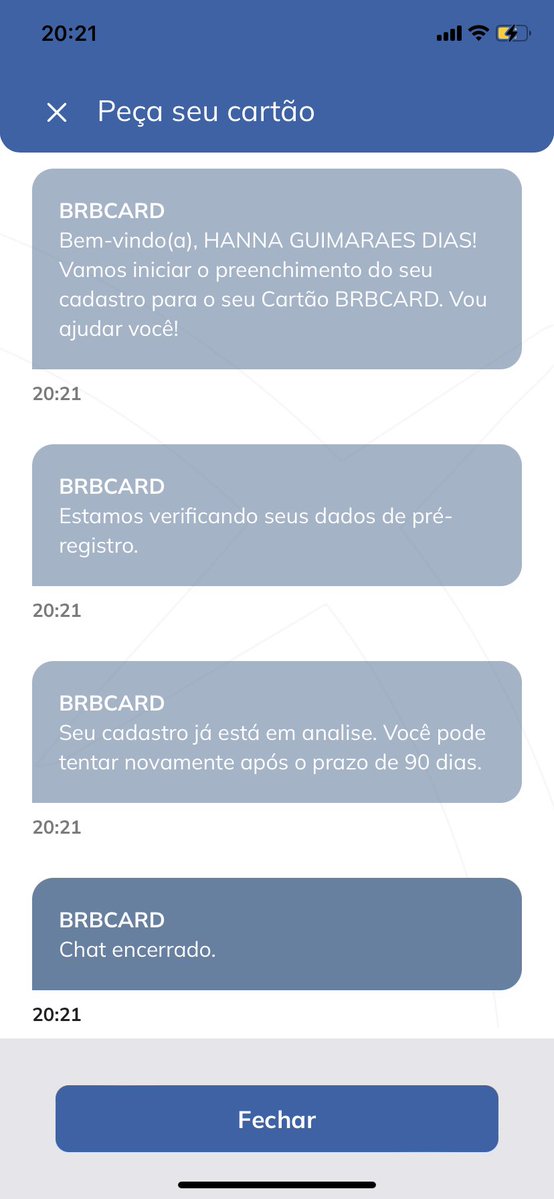 20:21
Peça seu cartão
BRBCARD
Bem-vindo(a), HANNA GUIMARAES DIAS!
Vamos iniciar o preenchimento do seu
cadastro para o seu Cartão BRBCARD. Vou
ajudar você!
20:21
BRBCARD
Estamos verificando seus dados de pré-
registro.
20:21
BRBCARD
Seu cadastro já está em analise. Você pode
tentar novamente após o prazo de 90 dias.
20:21
BRBCARD
Chat encerrado.
20:21
Fechar